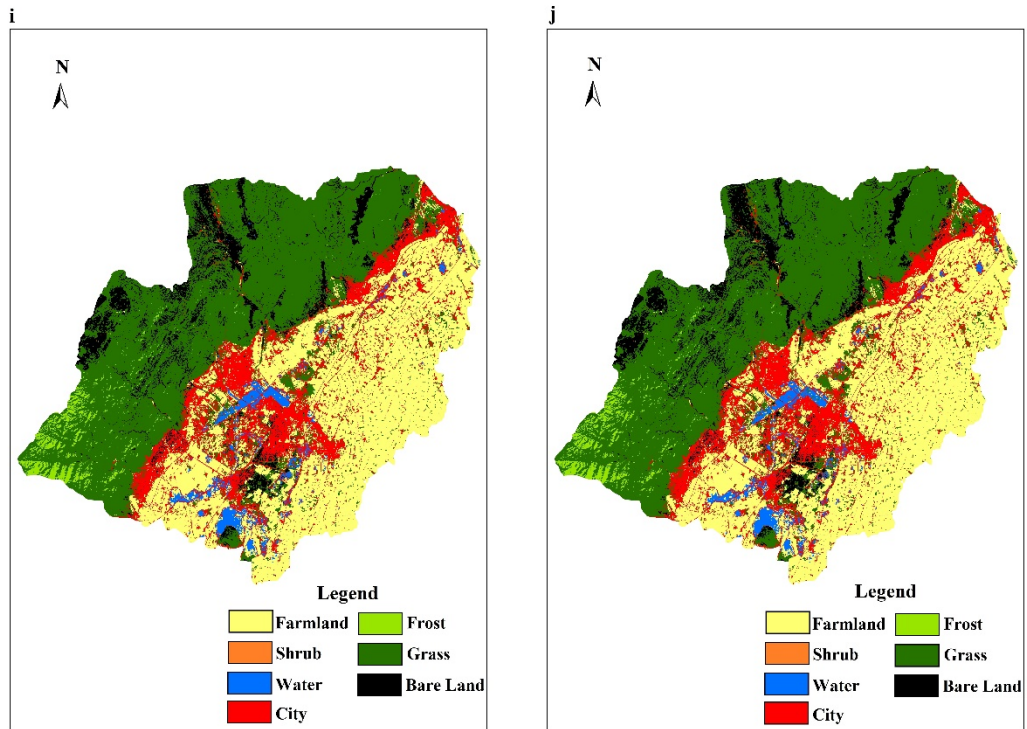 i
N
Legend
Farmland
Frost
Shrub
Grass
Water
Bare Land
City
j
N
Legend
Farmland
Frost
Shrub
Grass
Water
Bare Land
City